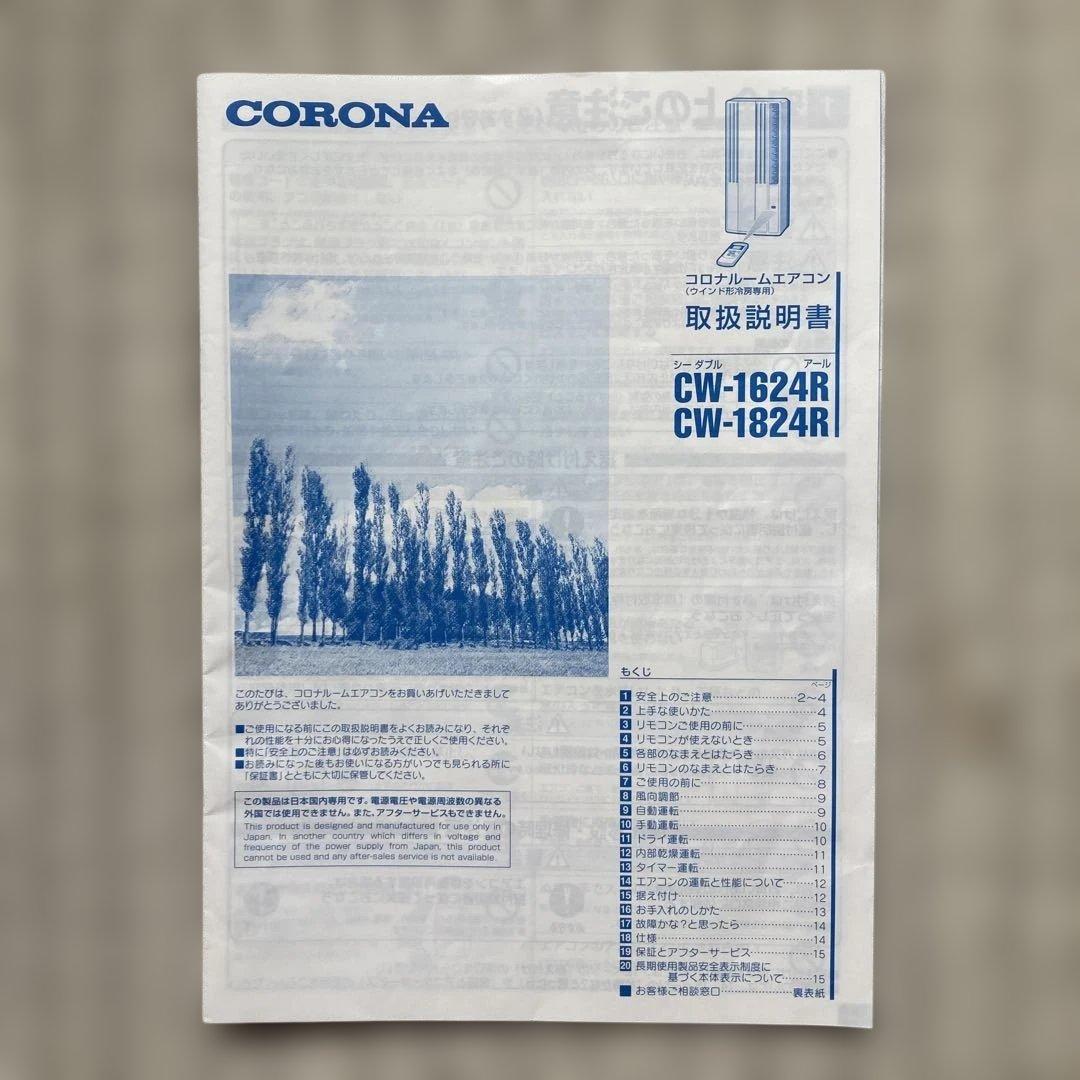 CORONA
コロナルームエアコン
(ウインド形冷房専用)
取扱説明書
シー ダブル アール
CW-1624R
CW-1824R
このたびは、コロナルームエアコンをお買いあげいただきまして
ありがとうございました。
■ご使用になる前にこの取扱説明書をよくお読みになり、それぞ
れの性能を十分にお心得になったうえで正しくご使用ください。
■特に「安全上のご注意」は必ずお読みください。
■お読みになった後もお使いになる方がいつでも見られる所に
「保証書」とともに大切に保管してください。
この製品は日本国内専用です。電源電圧や電源周波数の異なる
外国では使用できません。また、アフターサービスもできません。
This product is designed and manufactured for use only in
Japan. In another country which differs in voltage and
frequency of the power supply from Japan, this product
cannot be used and any after-sales service is not available.
もくじ
ページ
1 安全上のご注意……………………2〜4
2 上手な使いかた……………………4
3 リモコンご使用の前に……………5
4 リモコンが使えないとき…………5
5 各部のなまえとはたらき…………6
6 リモコンのなまえとはたらき……7
7 ご使用の前に………………………8
8 風向調節……………………………9
9 自動運転……………………………9
10 手動運転……………………………10
11 ドライ運転…………………………10
12 内部乾燥運転………………………11
13 タイマー運転………………………11
14 エアコンの運転と性能について……12
15 据え付け……………………………12
16 お手入れのしかた…………………13
17 故障かな?と思ったら……………14
18 仕様…………………………………14
19 保証とアフターサービス…………15
20 長期使用製品安全表示制度に
基づく本体表示について………15
■ お客様ご相談窓口………………裏表紙